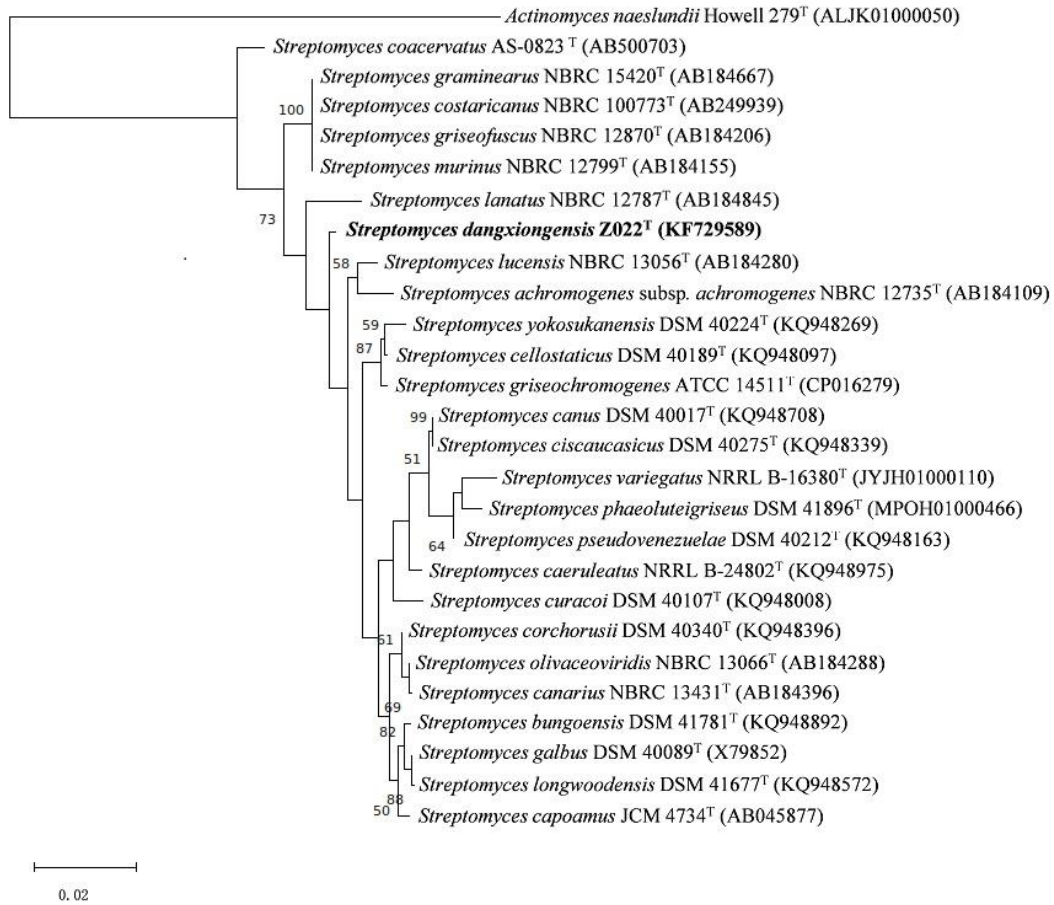 Actinomyces naeslundii Howell 279T (ALJK01000050)
Streptomyces coacervatus AS-0823 T (AB500703)
Streptomyces graminearus NBRC 15420T (AB184667)
100
Streptomyces costaricanus NBRC 100773T (AB249939)
Streptomyces griseofuscus NBRC 12870T (AB184206)
Streptomyces murinus NBRC 12799T (AB184155)
Streptomyces lanatus NBRC 12787T (AB184845)
73
Streptomyces dangxiongensis Z022T (KF729589)
58
Streptomyces lucensis NBRC 13056T (AB184280)
Streptomyces achromogenes subsp. achromogenes NBRC 12735T (AB184109)
59
Streptomyces yokosukanensis DSM 40224T (KQ948269)
87
Streptomyces cellostaticus DSM 40189T (KQ948097)
Streptomyces griseochromogenes ATCC 14511T (CP016279)
99
Streptomyces canus DSM 40017T (KQ948708)
Streptomyces ciscaucasicus DSM 40275T (KQ948339)
51
Streptomyces variegatus NRRL B-16380T (JYJH01000110)
Streptomyces phaeoluteigriseus DSM 41896T (MPOH01000466)
64
Streptomyces pseudovenezuelae DSM 40212T (KQ948163)
Streptomyces caeruleatus NRRL B-24802T (KQ948975)
Streptomyces curacoi DSM 40107T (KQ948008)
Streptomyces corchorusii DSM 40340T (KQ948396)
61
Streptomyces olivaceoviridis NBRC 13066T (AB184288)
Streptomyces canarius NBRC 13431T (AB184396)
69
Streptomyces bungoensis DSM 41781T (KQ948892)
82
Streptomyces galbus DSM 40089T (X79852)
Streptomyces longwoodensis DSM 41677T (KQ948572)
88
50
Streptomyces capoamus JCM 4734T (AB045877)
0.02